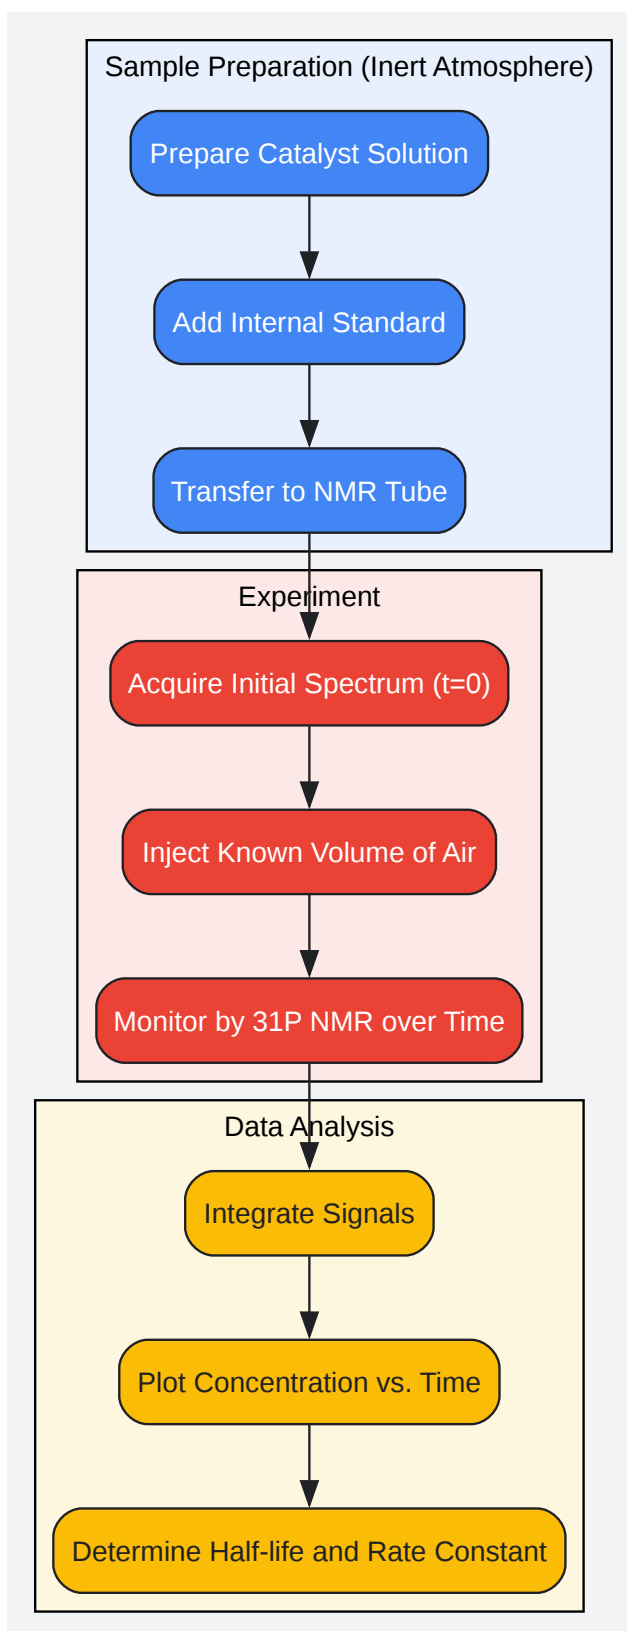 Sample Preparation (Inert Atmosphere)
Prepare Catalyst Solution
Add Internal Standard
Transfer to NMR Tube
Experiment
Acquire Initial Spectrum (t=0)
Inject Known Volume of Air
Monitor by 31P NMR over Time
Data Analysis
Integrate Signals
Plot Concentration vs. Time
Determine Half-life and Rate Constant